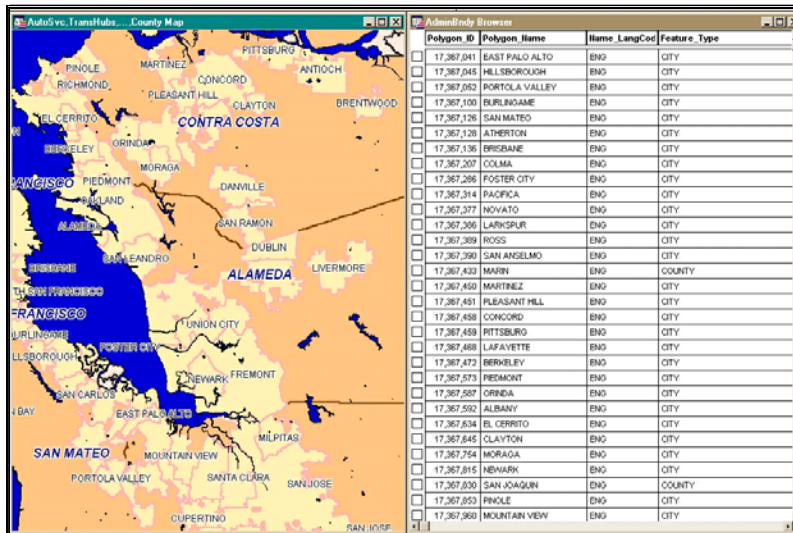 AutoSvc,TransHubs,...,County Map
PITTSBURG
MARTINEZ
ANTIOCH
PINOLE
CONCORD
RICHMOND
PLEASANT HILL
CLAYTON
BRENTWOOD
EL CERRITO
CONTRA COSTA
BERKELEY
ORINDA
MORAGA
ANCISCO
PIEDMONT
DANVILLE
OAKLAND
ALAMEDA
SAN RAMON
DUBLIN
SAN LEANDRO
BRISBANE
ALAMEDA
LIVERMORE
TH SAN FRANCISCO
FRANCISCO
UNION CITY
URLINGAME
FOSTER CITY
LLSBOROUGH
NEWARK
FREMONT
SAN CARLOS
N BAY
EAST PALO ALTO
MILPITAS
SAN MATEO
MOUNTAIN VIEW
PORTOLA VALLEY
SANTA CLARA
SAN JOSE
CUPERTINO
SAN JOSE
AdminBndy Browser
Polygon_ID Polygon_Name Name_LangCod Feature_Type
17,367,041 EAST PALO ALTO ENG CITY
17,367,045 HILLSBOROUGH ENG CITY
17,367,052 PORTOLA VALLEY ENG CITY
17,367,100 BURLINGAME ENG CITY
17,367,126 SAN MATEO ENG CITY
17,367,128 ATHERTON ENG CITY
17,367,136 BRISBANE ENG CITY
17,367,207 COLMA ENG CITY
17,367,286 FOSTER CITY ENG CITY
17,367,314 PACIFICA ENG CITY
17,367,377 NOVATO ENG CITY
17,367,386 LARKSPUR ENG CITY
17,367,389 ROSS ENG CITY
17,367,390 SAN ANSELMO ENG CITY
17,367,433 MARIN ENG COUNTY
17,367,450 MARTINEZ ENG CITY
17,367,451 PLEASANT HILL ENG CITY
17,367,458 CONCORD ENG CITY
17,367,459 PITTSBURG ENG CITY
17,367,468 LAFAYETTE ENG CITY
17,367,472 BERKELEY ENG CITY
17,367,573 PIEDMONT ENG CITY
17,367,587 ORINDA ENG CITY
17,367,592 ALBANY ENG CITY
17,367,634 EL CERRITO ENG CITY
17,367,645 CLAYTON ENG CITY
17,367,754 MORAGA ENG CITY
17,367,815 NEWARK ENG CITY
17,367,830 SAN JOAQUIN ENG COUNTY
17,367,853 PINOLE ENG CITY
17,367,960 MOUNTAIN VIEW ENG CITY